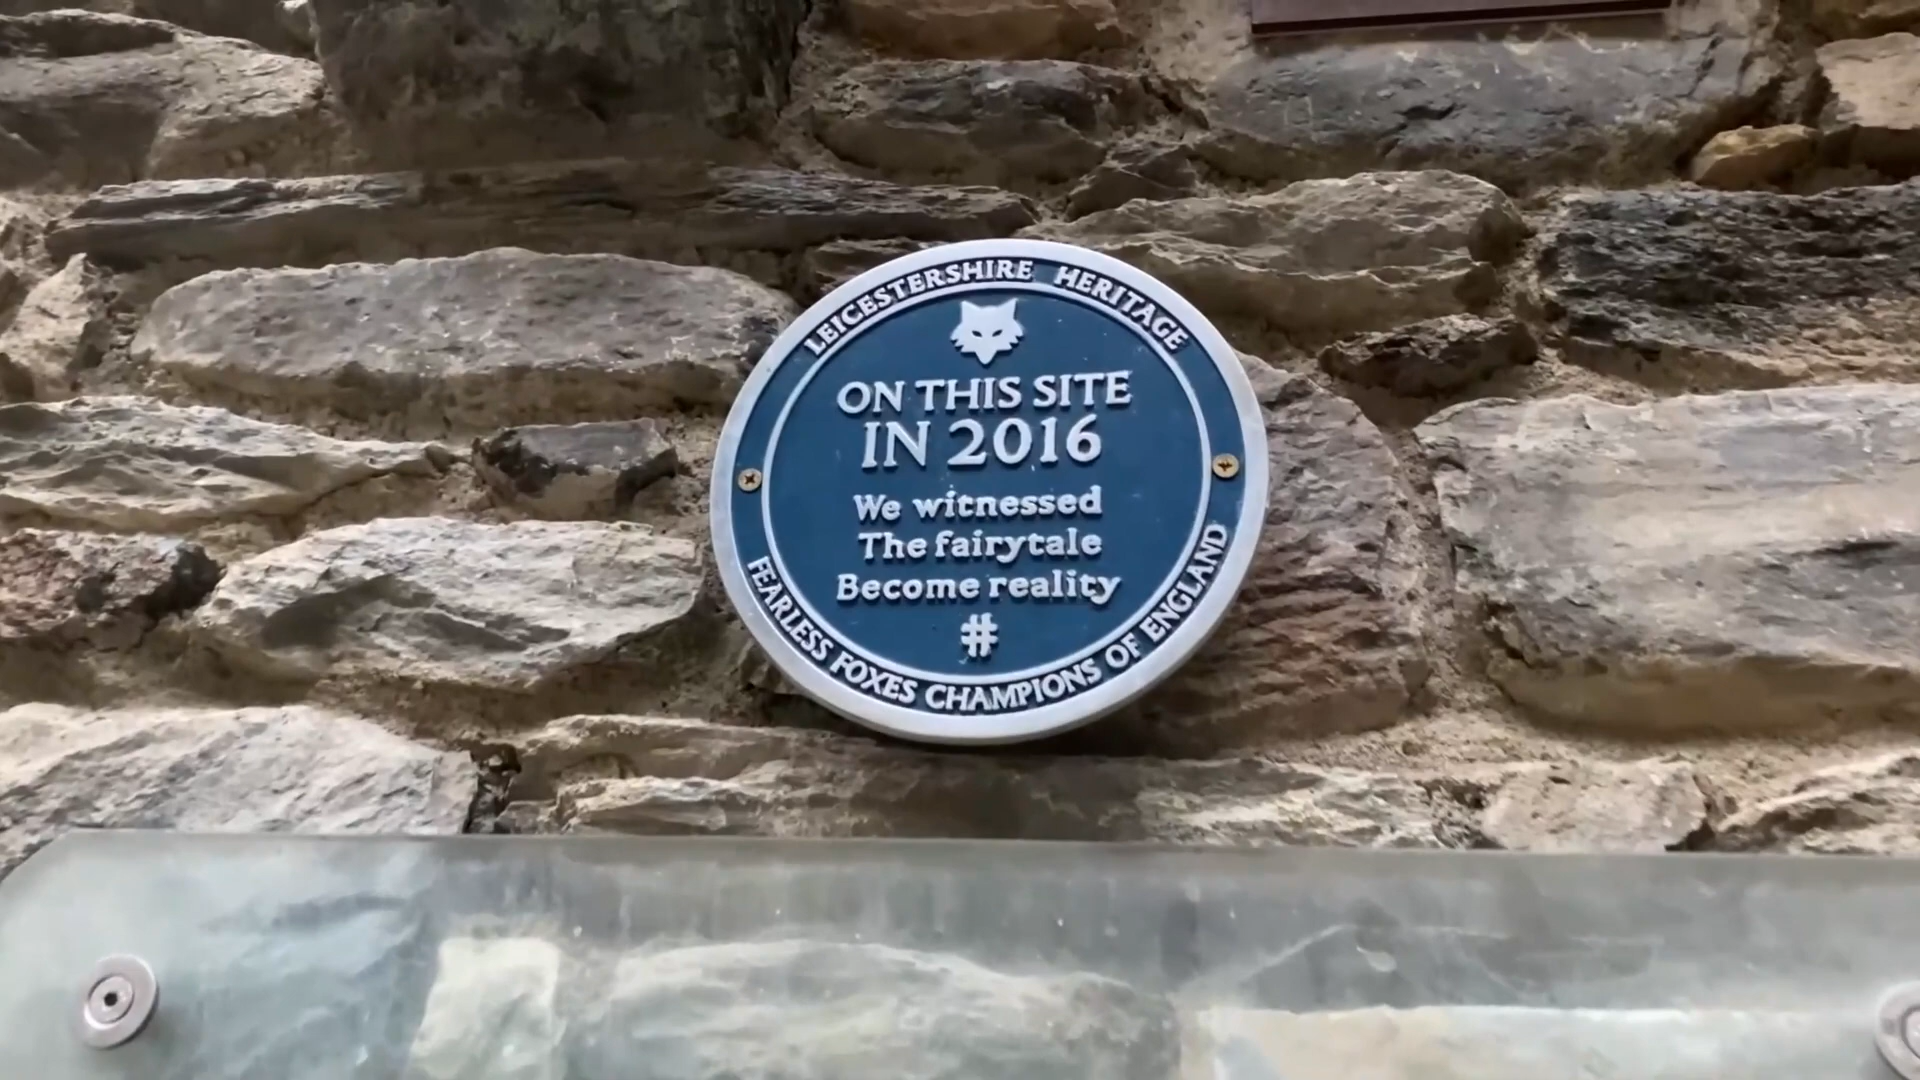 LEICESTERSHIRE HERITAGE
ON THIS SITE
IN 2016
We witnessed
The fairytale
Become reality
#
FEARLESS FOXES CHAMPIONS OF ENGLAND